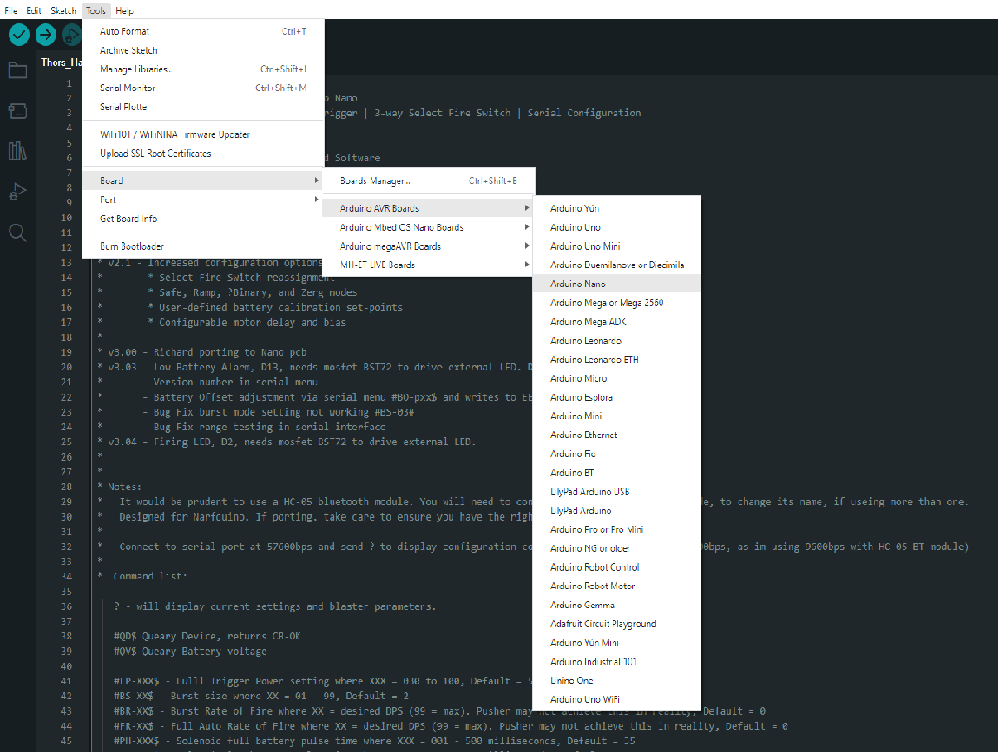 File Edit Sketch Tools Help
Auto Format Ctrl+T
Archive Sketch
Manage Libraries... Ctrl+Shift+I
Serial Monitor Ctrl+Shift+M
Serial Plotter
WiFi101 / WiFiNINA Firmware Updater
Upload SSL Root Certificates
Board
Port
Get Board Info
Burn Bootloader
Boards Manager... Ctrl+Shift+B
Arduino AVR Boards
Arduino Mbed OS Nano Boards
Arduino megaAVR Boards
MH-ET LIVE Boards
Arduino Yún
Arduino Uno
Arduino Uno Mini
Arduino Duemilanove or Diecimila
Arduino Nano
Arduino Mega or Mega 2560
Arduino Mega ADK
Arduino Leonardo
Arduino Leonardo ETH
Arduino Micro
Arduino Esplora
Arduino Mini
Arduino Ethernet
Arduino Fio
Arduino BT
LilyPad Arduino USB
LilyPad Arduino
Arduino Pro or Pro Mini
Arduino NG or older
Arduino Robot Control
Arduino Robot Motor
Arduino Gemma
Adafruit Circuit Playground
Arduino Yún Mini
Arduino Industrial 101
Linino One
Arduino Uno WiFi
Thors_Ha
1
2 Nano
3 rigger | 3-way Select Fire Switch | Serial Configuration
4
5
6 d Software
7
8
9
10
11
12
13 * v2.1 - Increased configuration options
14 * * Select Fire Switch reassignment
15 * * Safe, Ramp, ?Binary, and Zerg modes
16 * * User-defined battery calibration set-points
17 * * Configurable motor delay and bias
18 *
19 * v3.00 - Richard porting to Nano pcb
20 * v3.03 Low Battery Alarm, D13, needs mosfet BST72 to drive external LED. D
21 * - Version number in serial menu
22 * - Battery Offset adjustment via serial menu #BO-pxx$ and writes to EE
23 * - Bug Fix burst mode setting not working #BS-03#
24 * Bug Fix range testing in serial interface
25 * v3.04 - Firing LED, D2, needs mosfet BST72 to drive external LED.
26 *
27 *
28 * Notes:
29 * It would be prudent to use a HC-05 bluetooth module. You will need to con e, to change its name, if useing more than one.
30 * Designed for Narfduino. If porting, take care to ensure you have the righ
31 *
32 * Connect to serial port at 57600bps and send ? to display configuration co 00bps, as in using 9600bps with HC-05 BT module)
33 *
34 * Command list:
35
36 ? - will display current settings and blaster parameters.
37
38 #QD$ Queary Device, returns CB-OK
39 #QV$ Queary Battery voltage
40
41 #FP-XXX$ - Fulll Trigger Power setting where XXX = 030 to 100, Default = 5
42 #BS-XX$ - Burst size where XX = 01 - 99, Default = 2
43 #BR-XX$ - Burst Rate of Fire where XX = desired DPS (99 = max). Pusher may not achieve this in reality, Default = 0
44 #FR-XX$ - Full Auto Rate of Fire where XX = desired DPS (99 = max). Pusher may not achieve this in reality, Default = 0
45 #PH-XXX$ - Solenoid full battery pulse time where XXX = 001 - 500 milliseconds, Default = 35